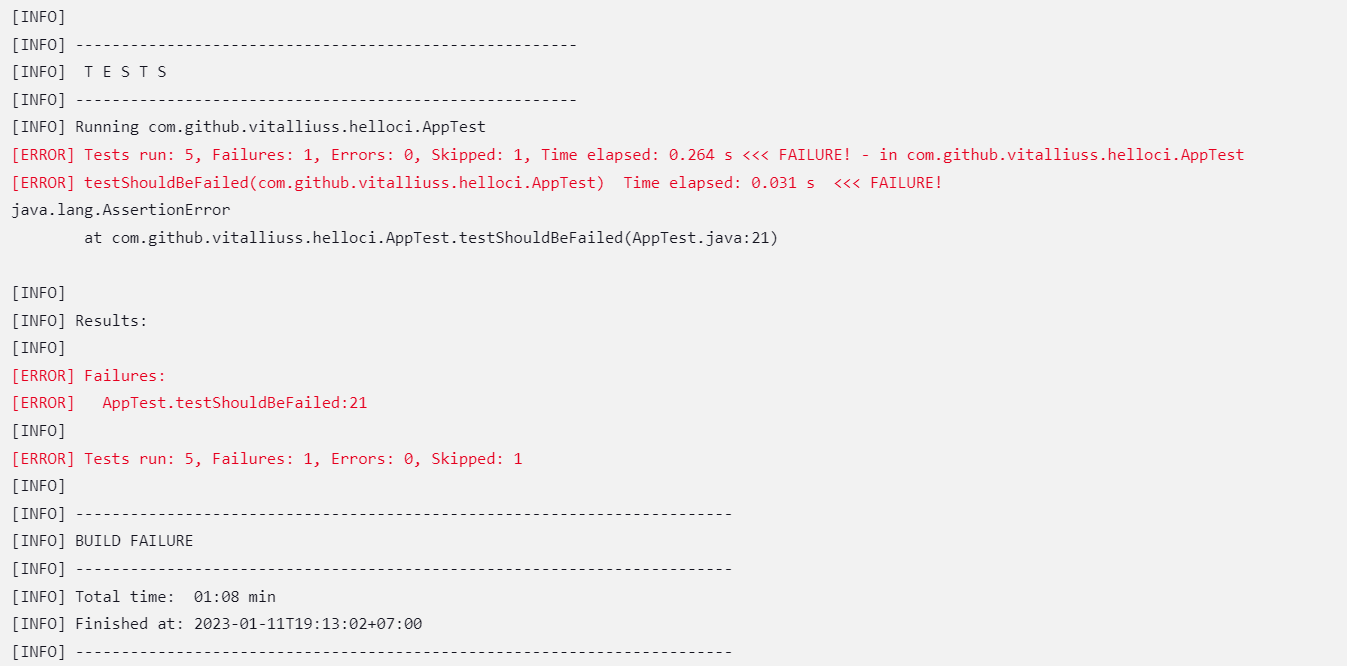 [INFO]
[INFO] -------------------------------------------------------
[INFO]  T E S T S
[INFO] -------------------------------------------------------
[INFO] Running com.github.vitalliuss.helloci.AppTest
[ERROR] Tests run: 5, Failures: 1, Errors: 0, Skipped: 1, Time elapsed: 0.264 s <<< FAILURE! - in com.github.vitalliuss.helloci.AppTest
[ERROR] testShouldBeFailed(com.github.vitalliuss.helloci.AppTest)  Time elapsed: 0.031 s  <<< FAILURE!
java.lang.AssertionError
        at com.github.vitalliuss.helloci.AppTest.testShouldBeFailed(AppTest.java:21)
[INFO]
[INFO] Results:
[INFO]
[ERROR] Failures:
[ERROR]   AppTest.testShouldBeFailed:21
[INFO]
[ERROR] Tests run: 5, Failures: 1, Errors: 0, Skipped: 1
[INFO]
[INFO] ------------------------------------------------------------------------
[INFO] BUILD FAILURE
[INFO] ------------------------------------------------------------------------
[INFO] Total time:  01:08 min
[INFO] Finished at: 2023-01-11T19:13:02+07:00
[INFO] ------------------------------------------------------------------------